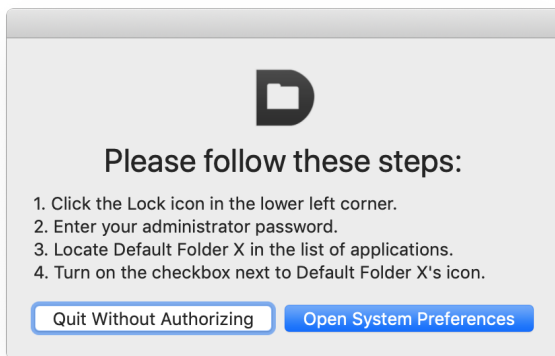 Please follow these steps:
1. Click the Lock icon in the lower left corner.
2. Enter your administrator password.
3. Locate Default Folder X in the list of applications.
4. Turn on the checkbox next to Default Folder X's icon.
Quit Without Authorizing
Open System Preferences